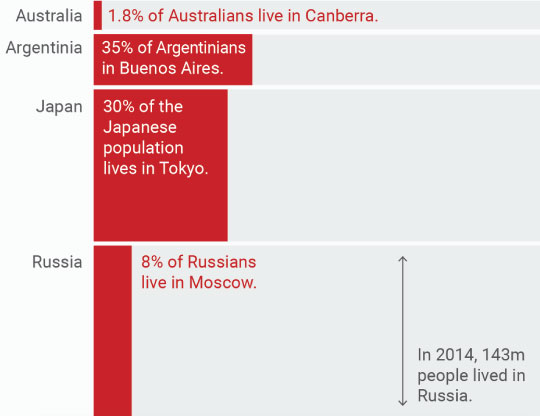 Australia
1.8% of Australians live in Canberra.
Argentinia
35% of Argentinians
in Buenos Aires.
Japan
30% of the
Japanese
population
lives in Tokyo.
Russia
8% of Russians
live in Moscow.
In 2014, 143m
people lived in
Russia.